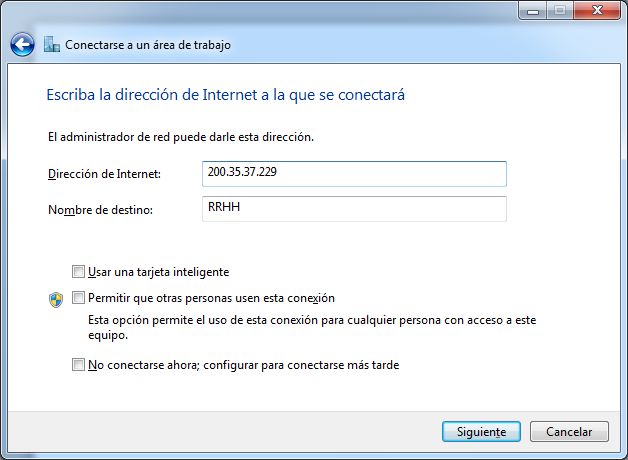 Conectarse a un área de trabajo
Escriba la dirección de Internet a la que se conectará
El administrador de red puede darle esta dirección.
Dirección de Internet: 200.35.37.229
Nombre de destino: RRHH
Usar una tarjeta inteligente
Permitir que otras personas usen esta conexión
Esta opción permite el uso de esta conexión para cualquier persona con acceso a este
equipo.
No conectarse ahora; configurar para conectarse más tarde
Siguiente Cancelar